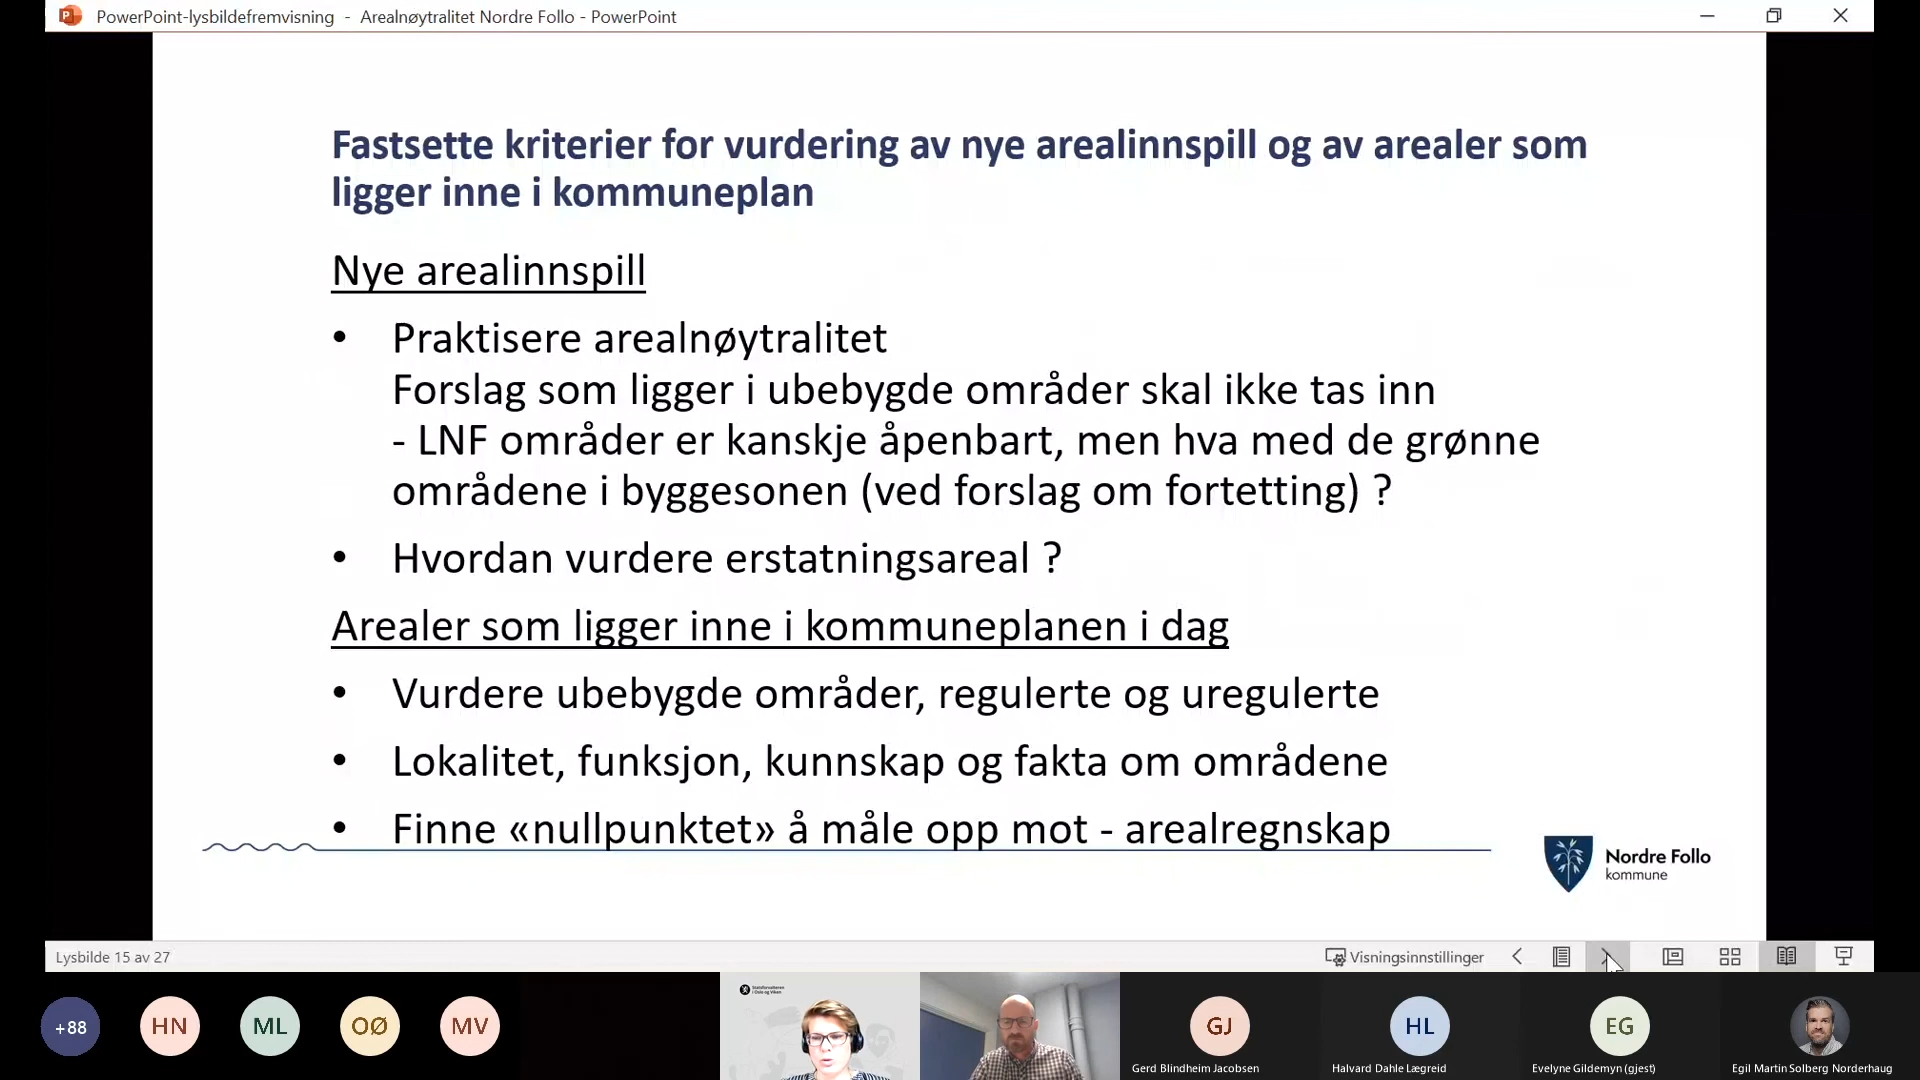 PowerPoint-lysbildefremvisning - Arealnøytralitet Nordre Follo - PowerPoint
Fastsette kriterier for vurdering av nye arealinnspill og av arealer som
ligger inne i kommuneplan
Nye arealinnspill
• Praktisere arealnøytralitet
Forslag som ligger i ubebygde områder skal ikke tas inn
- LNF områder er kanskje åpenbart, men hva med de grønne
områdene i byggesonen (ved forslag om fortetting) ?
• Hvordan vurdere erstatningsareal ?
Arealer som ligger inne i kommuneplanen i dag
• Vurdere ubebygde områder, regulerte og uregulerte
• Lokalitet, funksjon, kunnskap og fakta om områdene
• Finne «nullpunktet» å måle opp mot - arealregnskap
Nordre Follo
kommune
Lysbilde 15 av 27
Visningsinnstillinger
+88
HN
ML
OØ
MV
Statsforvalteren
i Oslo og Viken
GJ
HL
EG
Gerd Blindheim Jacobsen
Halvard Dahle Lægreid
Evelyne Gildemyn (gjest)
Egil Martin Solberg Norderhaug